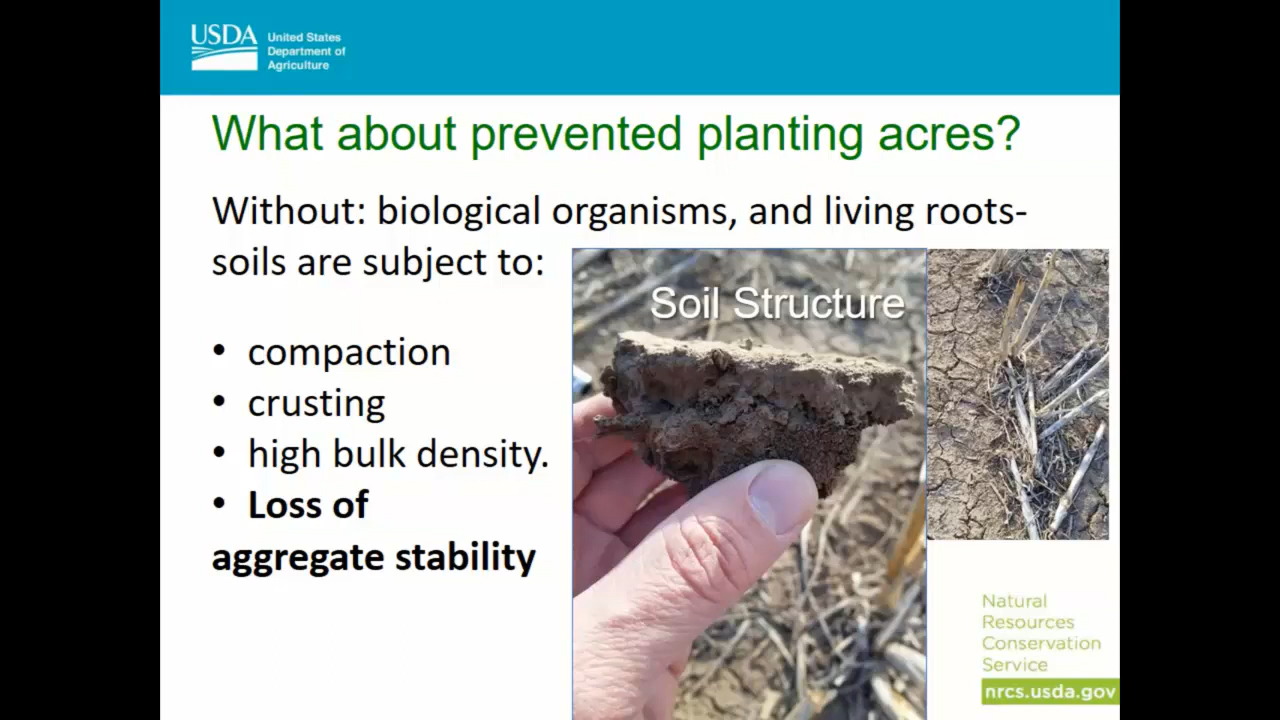 USDA
United States
Department of
Agriculture
What about prevented planting acres?
Without: biological organisms, and living roots-
soils are subject to:
Soil Structure
• compaction
• crusting
• high bulk density.
• Loss of
aggregate stability
Natural
Resources
Conservation
Service
nrcs.usda.gov